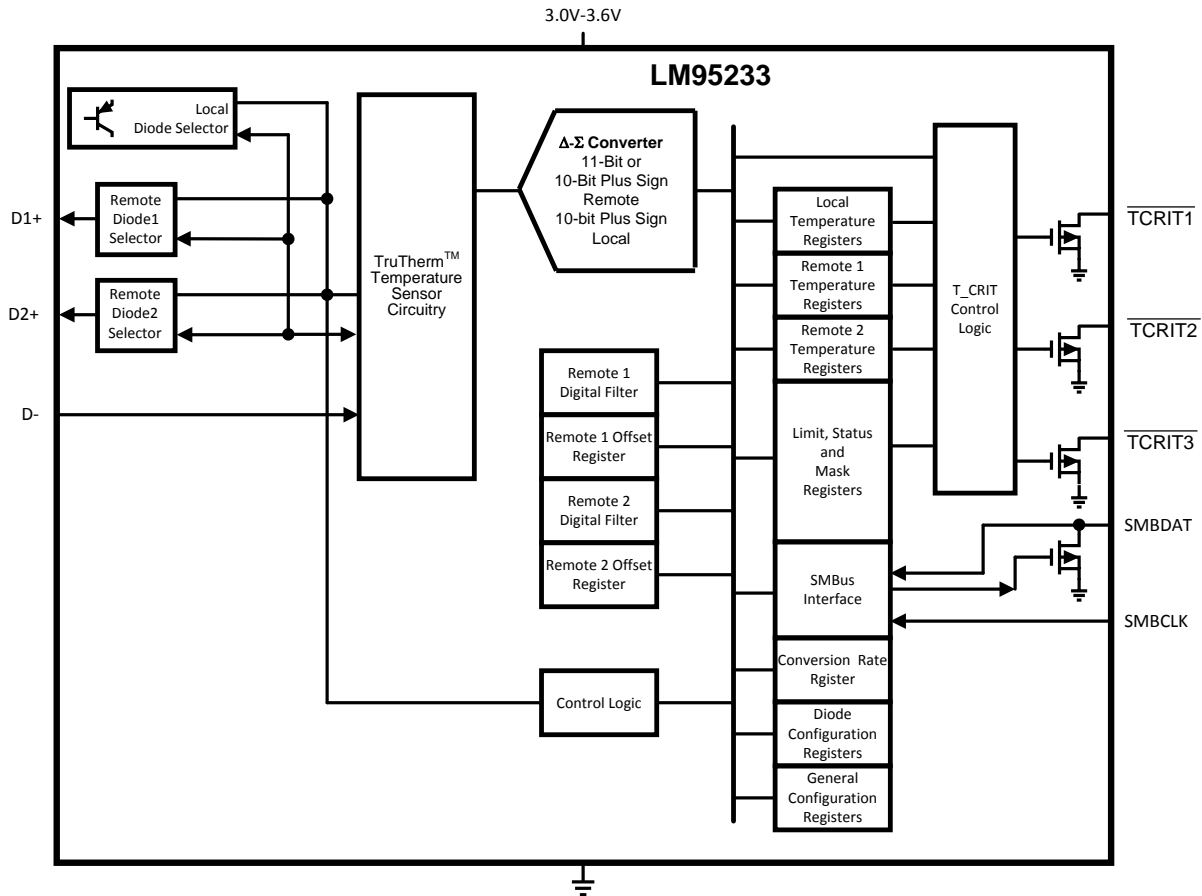 3.0V-3.6V
LM95233
Local
Diode Selector
D1+
Remote
Diode1
Selector
D2+
Remote
Diode2
Selector
D-
TruTherm™
Temperature
Sensor
Circuitry
Δ-Σ Converter
11-Bit or
10-Bit Plus Sign
Remote
10-bit Plus Sign
Local
Remote 1
Digital Filter
Remote 1 Offset
Register
Remote 2
Digital Filter
Remote 2 Offset
Register
Control Logic
Local
Temperature
Registers
Remote 1
Temperature
Registers
Remote 2
Temperature
Registers
Limit, Status
and
Mask
Registers
SMBus
Interface
Conversion Rate
Rgister
Diode
Configuration
Registers
General
Configuration
Registers
T_CRIT
Control
Logic
TCRIT1
TCRIT2
TCRIT3
SMBDAT
SMBCLK